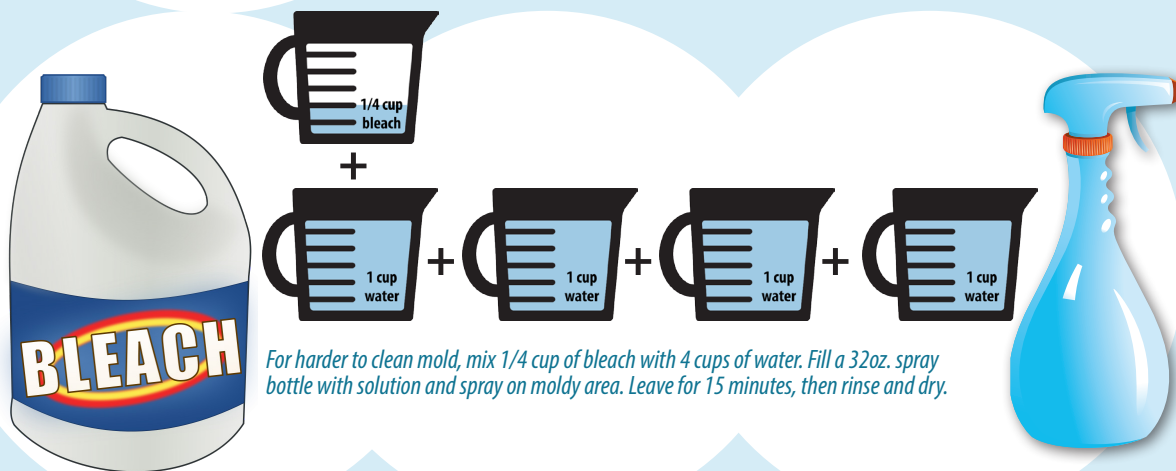 1/4 cup
bleach
+
1 cup
water
+
1 cup
water
+
1 cup
water
+
1 cup
water
BLEACH
For harder to clean mold, mix 1/4 cup of bleach with 4 cups of water. Fill a 32oz. spray
bottle with solution and spray on moldy area. Leave for 15 minutes, then rinse and dry.